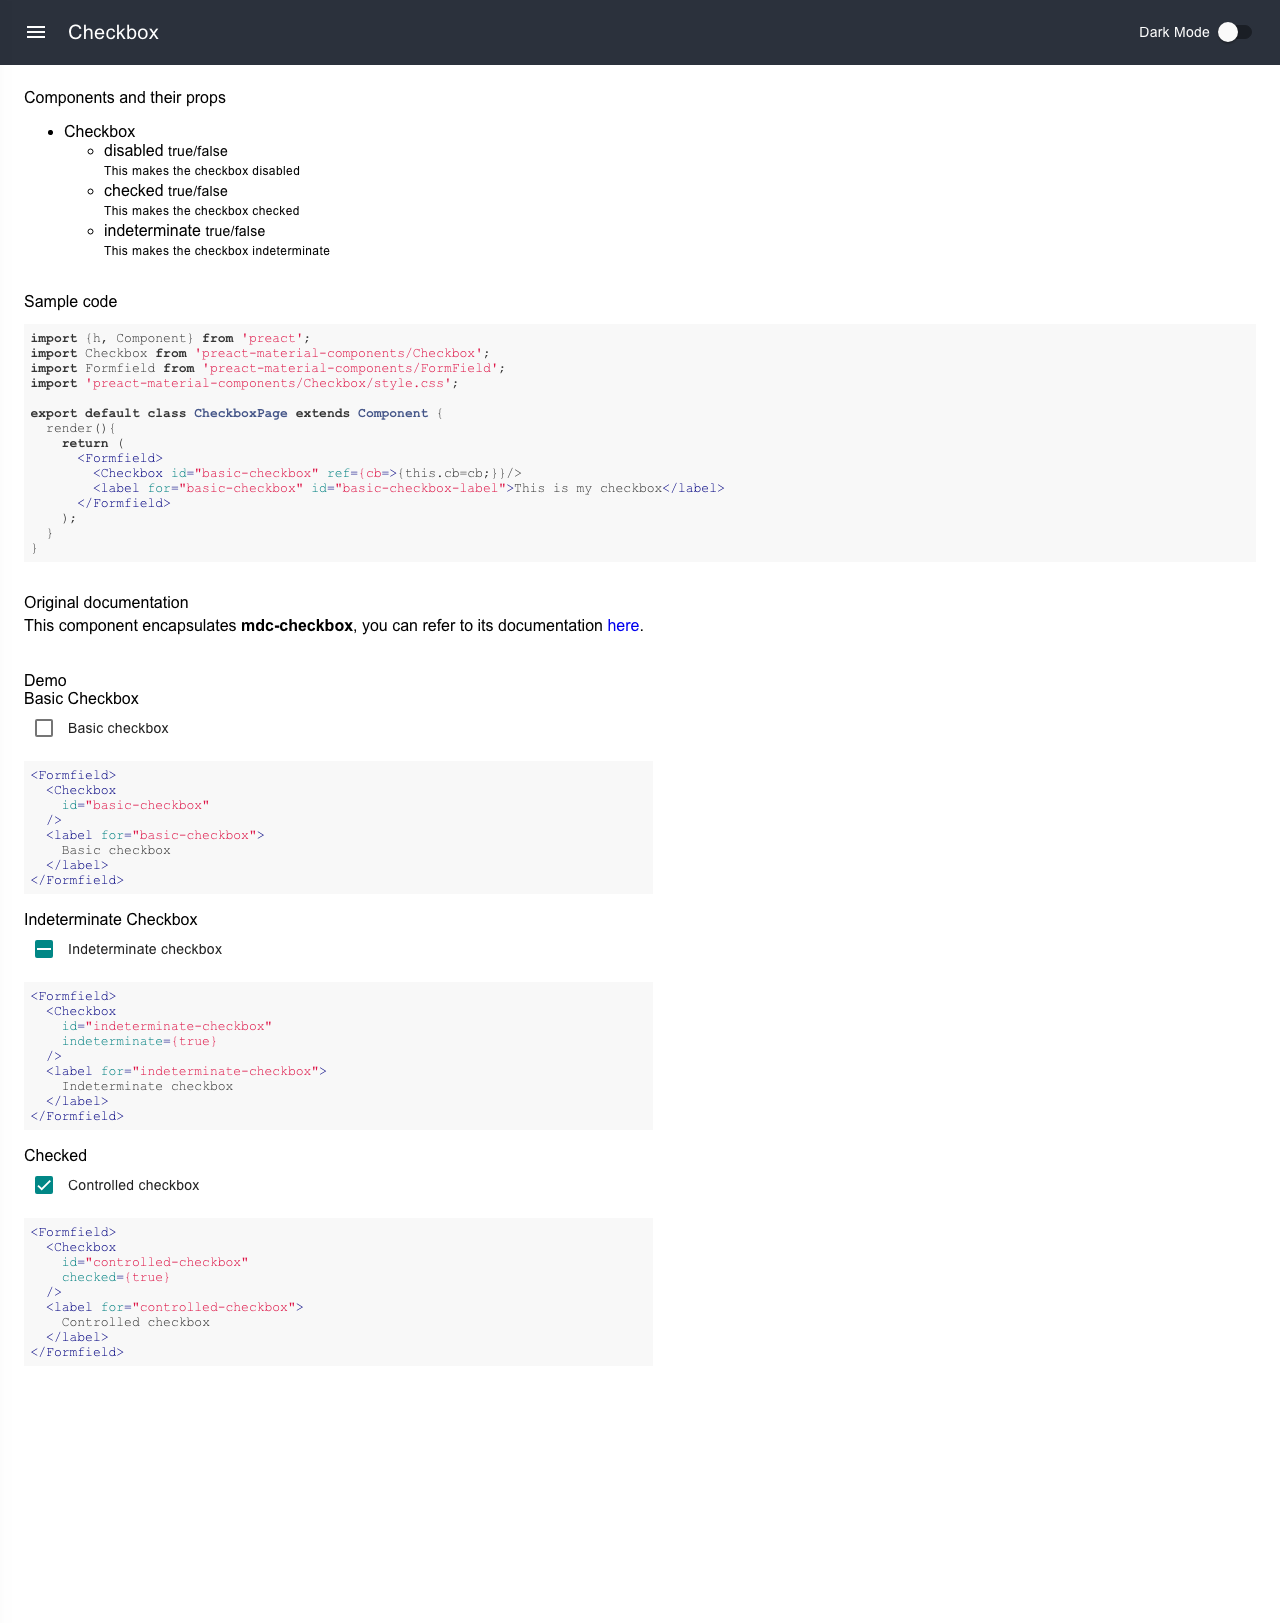 Checkbox
Dark Mode
Components and their props
Checkbox
disabled true/false
This makes the checkbox disabled
checked true/false
This makes the checkbox checked
indeterminate true/false
This makes the checkbox indeterminate
Sample code
import {h, Component} from 'preact';
import Checkbox from 'preact-material-components/Checkbox';
import Formfield from 'preact-material-components/FormField';
import 'preact-material-components/Checkbox/style.css';
export default class CheckboxPage extends Component {
render(){
return (
<Formfield>
<Checkbox id="basic-checkbox" ref={cb=>{this.cb=cb;}}/>
<label for="basic-checkbox" id="basic-checkbox-label">This is my checkbox</label>
</Formfield>
);
}
}
Original documentation
This component encapsulates mdc-checkbox, you can refer to its documentation here.
Demo
Basic Checkbox
Basic checkbox
<Formfield>
<Checkbox
id="basic-checkbox"
/>
<label for="basic-checkbox">
Basic checkbox
</label>
</Formfield>
Indeterminate Checkbox
Indeterminate checkbox
<Formfield>
<Checkbox
id="indeterminate-checkbox"
indeterminate={true}
/>
<label for="indeterminate-checkbox">
Indeterminate checkbox
</label>
</Formfield>
Checked
Controlled checkbox
<Formfield>
<Checkbox
id="controlled-checkbox"
checked={true}
/>
<label for="controlled-checkbox">
Controlled checkbox
</label>
</Formfield>